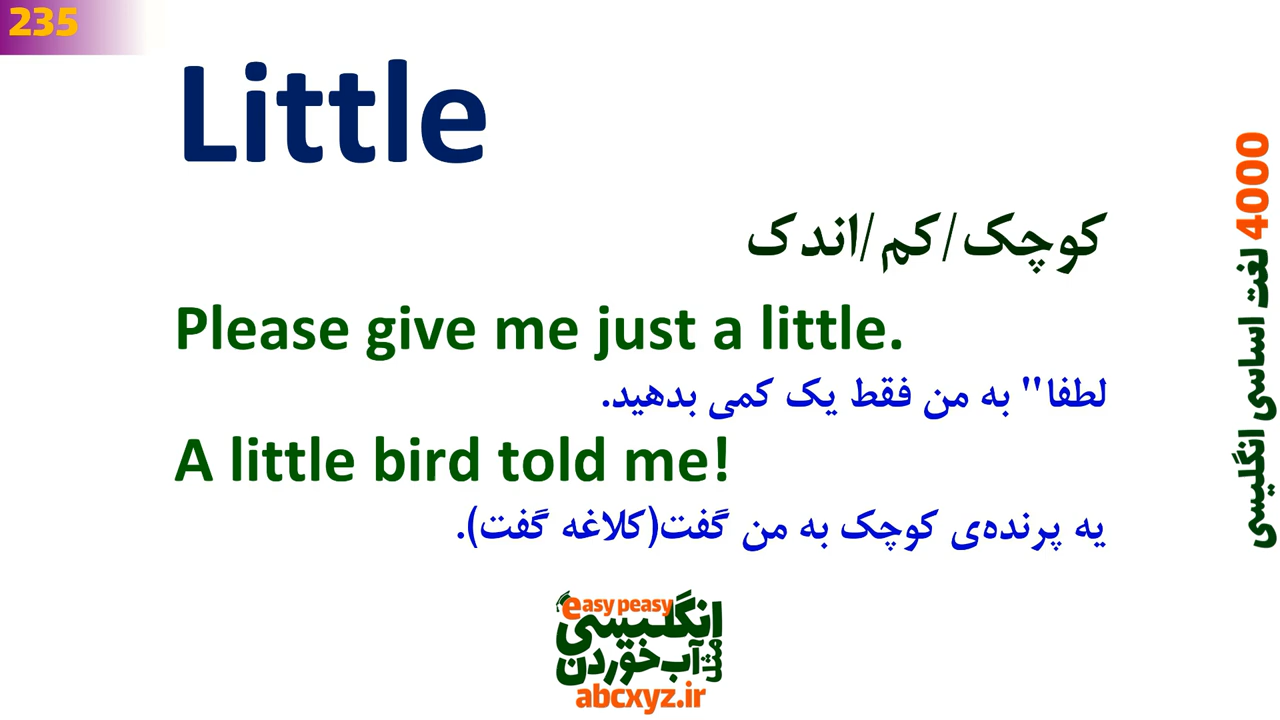 235
Little
کوچک/کم/اندک
Please give me just a little.
لطفا" به من فقط یک کمی بدهید.
A little bird told me!
یه پرنده‌ی کوچک به من گفت(کلاغه گفت).
4000 لغت اساسی انگلیسی
easy peasy
انگلیسی
مثل آب خوردن
abcxyz.ir